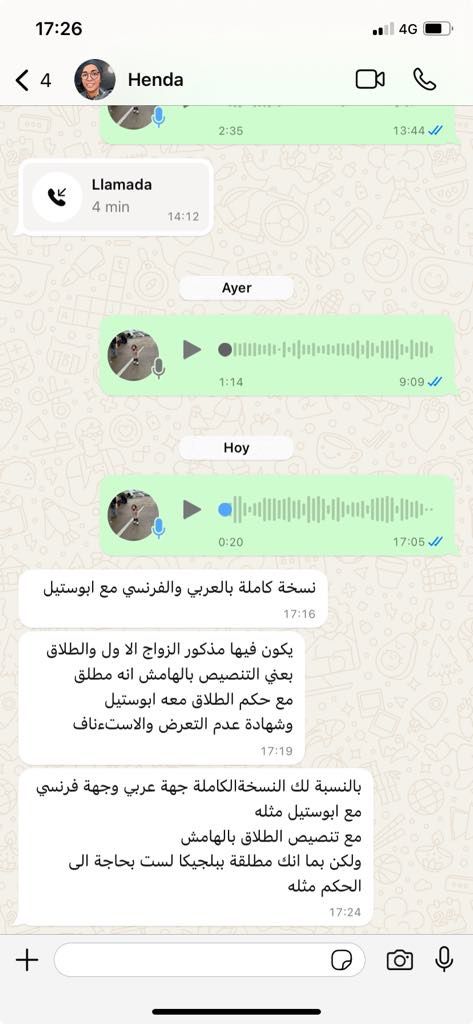 17:26
4G
4
Henda
2:35
13:44
Llamada
4 min
14:12
Ayer
1:14
9:09
Hoy
0:20
17:05
نسخة كاملة بالعربي والفرنسي مع ابوستيل
17:16
يكون فيها مذكور الزواج الا ول والطلاق
بعني التنصيص بالهامش انه مطلق
مع حكم الطلاق معه ابوستيل
وشهادة عدم التعرض والاستءناف
17:19
بالنسبة لك النسخةالكاملة جهة عربي وجهة فرنسي
مع ابوستيل مثله
مع تنصيص الطلاق بالهامش
ولكن بما انك مطلقة ببلجيكا لست بحاجة الى
الحكم مثله
17:24